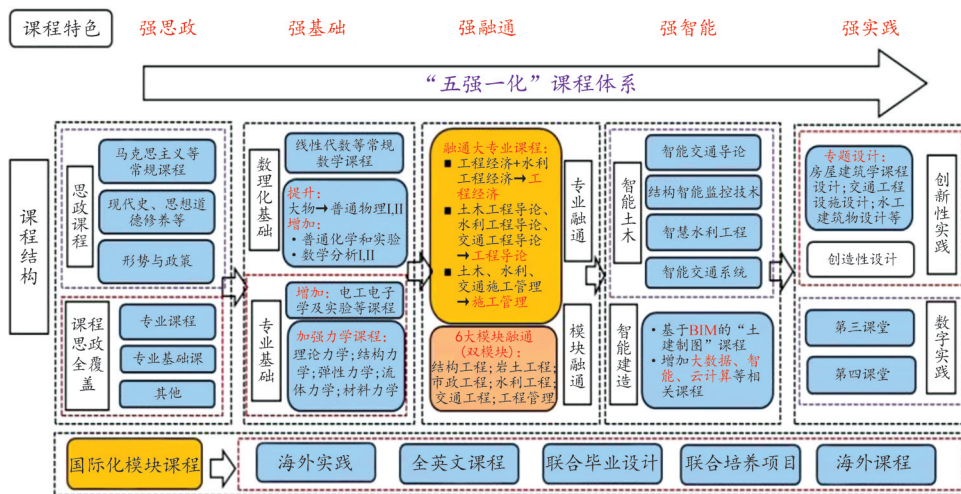 课程特色
强思政
强基础
强融通
强智能
强实践
“五强一化”课程体系
课程结构
思政课程
马克思主义等
常规课程
现代史、思想道
德修养等
形势与政策
课程
思政
全覆
盖
专业课程
专业基础课
其他
数理化基础
线性代数等常规
数学课程
提升:
大物→普通物理I,II
增加:
•普通化学和实验
•数学分析I,II
专业基础
增加: 电工电子
学及实验等课程
加强力学课程:
理论力学;结构力
学;弹性力学;流
体力学;材料力学
融通大专业课程:
■ 工程经济+水利
工程经济→工
程经济
■ 土木工程导论、
水利工程导论、
交通工程导论
→工程导论
■ 土木、水利、
交通施工管理
→施工管理
专业融通
6大模块融通
(双模块):
结构工程;岩土工程;
市政工程;水利工程;
交通工程;工程管理
模块融通
智能土木
智能交通导论
结构智能监控技术
智慧水利工程
智能交通系统
智能建造
•基于BIM的“土
建制图”课程
•增加大数据、智
能、云计算等相
关课程
专题设计:
房屋建筑学课程
设计;交通工程
设施设计;水工
建筑物设计等
创造性设计
创新性实践
第三课堂
第四课堂
数字实践
国际化模块课程
海外实践
全英文课程
联合毕业设计
联合培养项目
海外课程